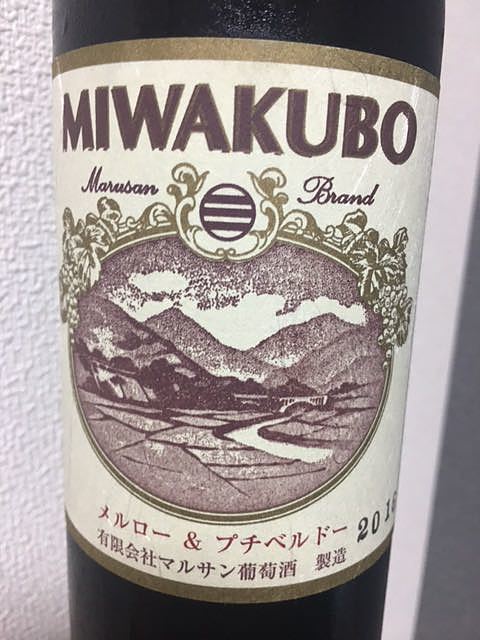 MIWAKUBO
Marusan Brand
メルロー & プチベルドー 2018
有限会社マルサン葡萄酒 製造